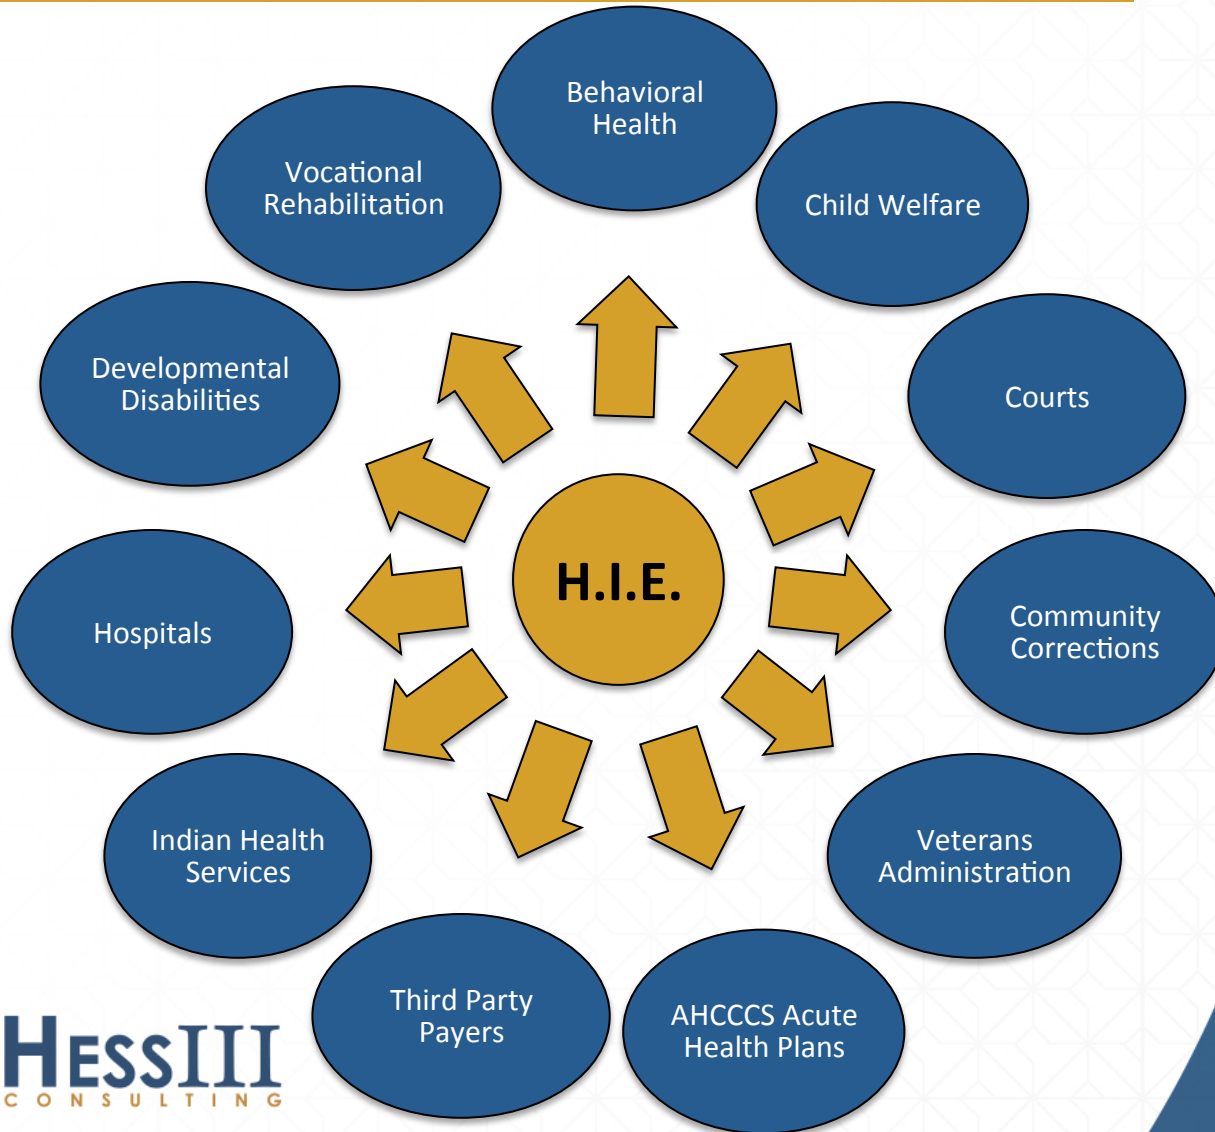 Behavioral
Health
Vocational
Rehabilitation
Child Welfare
Developmental
Disabilities
Courts
H.I.E.
Hospitals
Community
Corrections
Indian Health
Services
Veterans
Administration
Third Party
Payers
AHCCCS Acute
Health Plans
HESSIII
CONSULTING